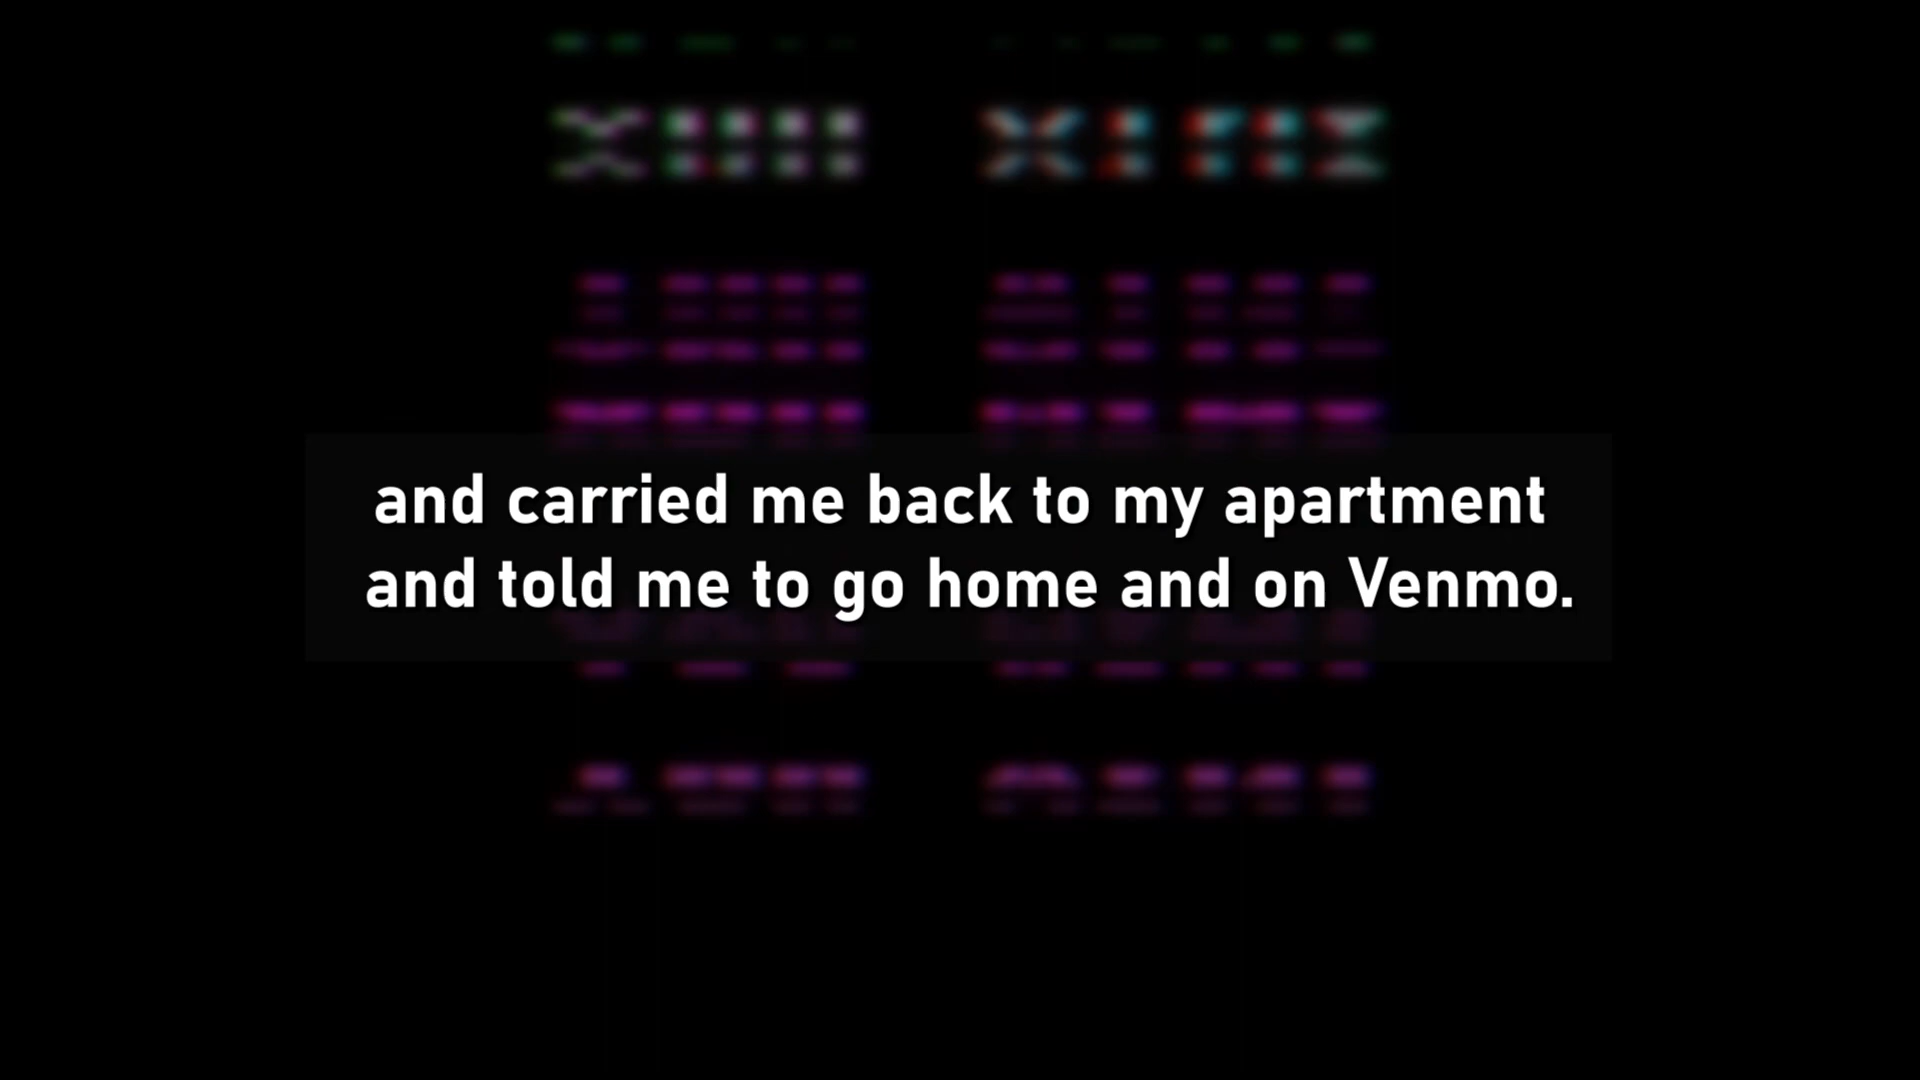 and carried me back to my apartment
and told me to go home and on Venmo.